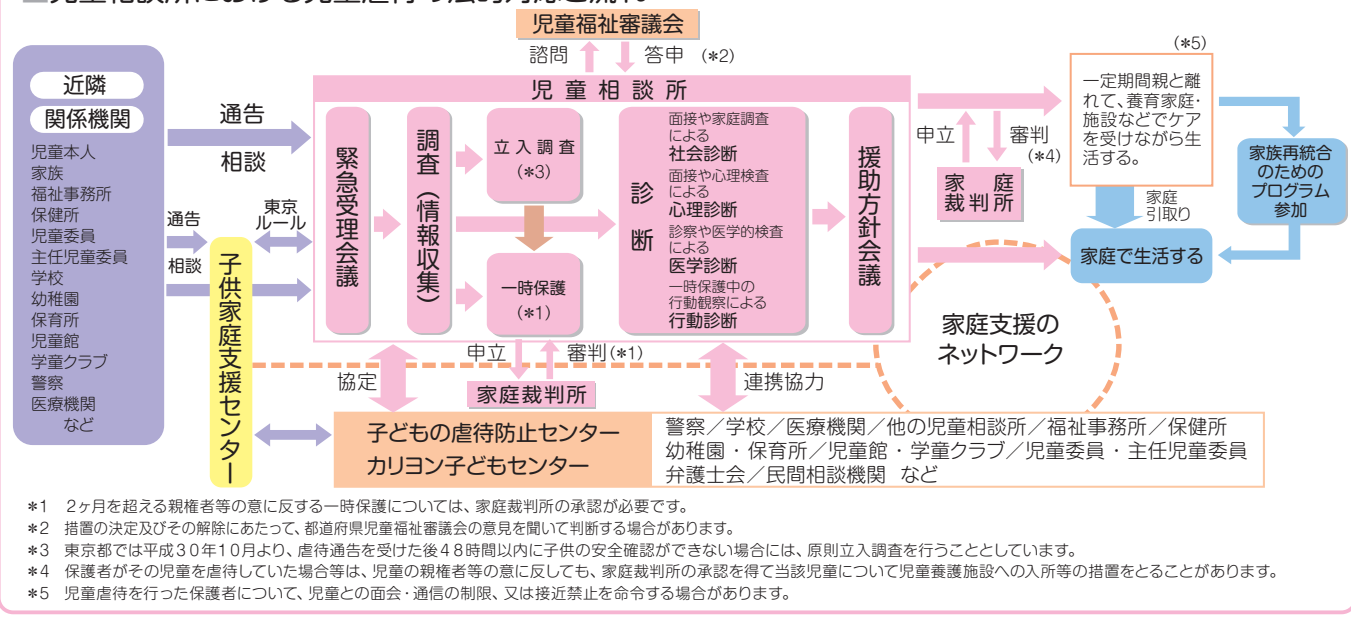 児童福祉審議会
諮問
答申 (*2)
(*5)
近隣
関係機関
児童本人
家族
福祉事務所
保健所
児童委員
主任児童委員
学校
幼稚園
保育所
児童館
学童クラブ
警察
医療機関
など
通告
相談
通告
相談
東京
ルール
子供家庭支援センター
児童相談所
緊急受理会議
調査(情報収集)
立入調査
(*3)
一時保護
(*1)
診断
面接や家庭調査
による
社会診断
面接や心理検査
による
心理診断
診察や医学的検査
による
医学診断
一時保護中の
行動観察による
行動診断
援助方針会議
申立
審判
(*4)
家庭
裁判所
一定期間親と離
れて、養育家庭・
施設などでケア
を受けながら生
活する。
家庭
引取り
家族再統合
のための
プログラム
参加
家庭で生活する
家庭支援の
ネットワーク
申立
審判(*1)
家庭裁判所
協定
連携協力
子どもの虐待防止センター
カリヨン子どもセンター
警察/学校/医療機関/他の児童相談所/福祉事務所/保健所
幼稚園・保育所/児童館・学童クラブ/児童委員・主任児童委員
弁護士会/民間相談機関 など
*1 2ヶ月を超える親権者等の意に反する一時保護については、家庭裁判所の承認が必要です。
*2 措置の決定及びその解除にあたって、都道府県児童福祉審議会の意見を聞いて判断する場合があります。
*3 東京都では平成30年10月より、虐待通告を受けた後48時間以内に子供の安全確認ができない場合には、原則立入調査を行うこととしています。
*4 保護者がその児童を虐待していた場合等は、児童の親権者等の意に反しても、家庭裁判所の承認を得て当該児童について児童養護施設への入所等の措置をとることがあります。
*5 児童虐待を行った保護者について、児童との面会・通信の制限、又は接近禁止を命令する場合があります。